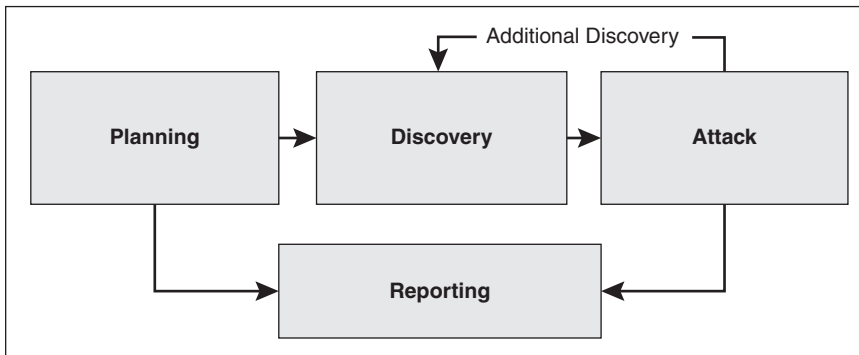 Additional Discovery
Planning
Discovery
Attack
Reporting